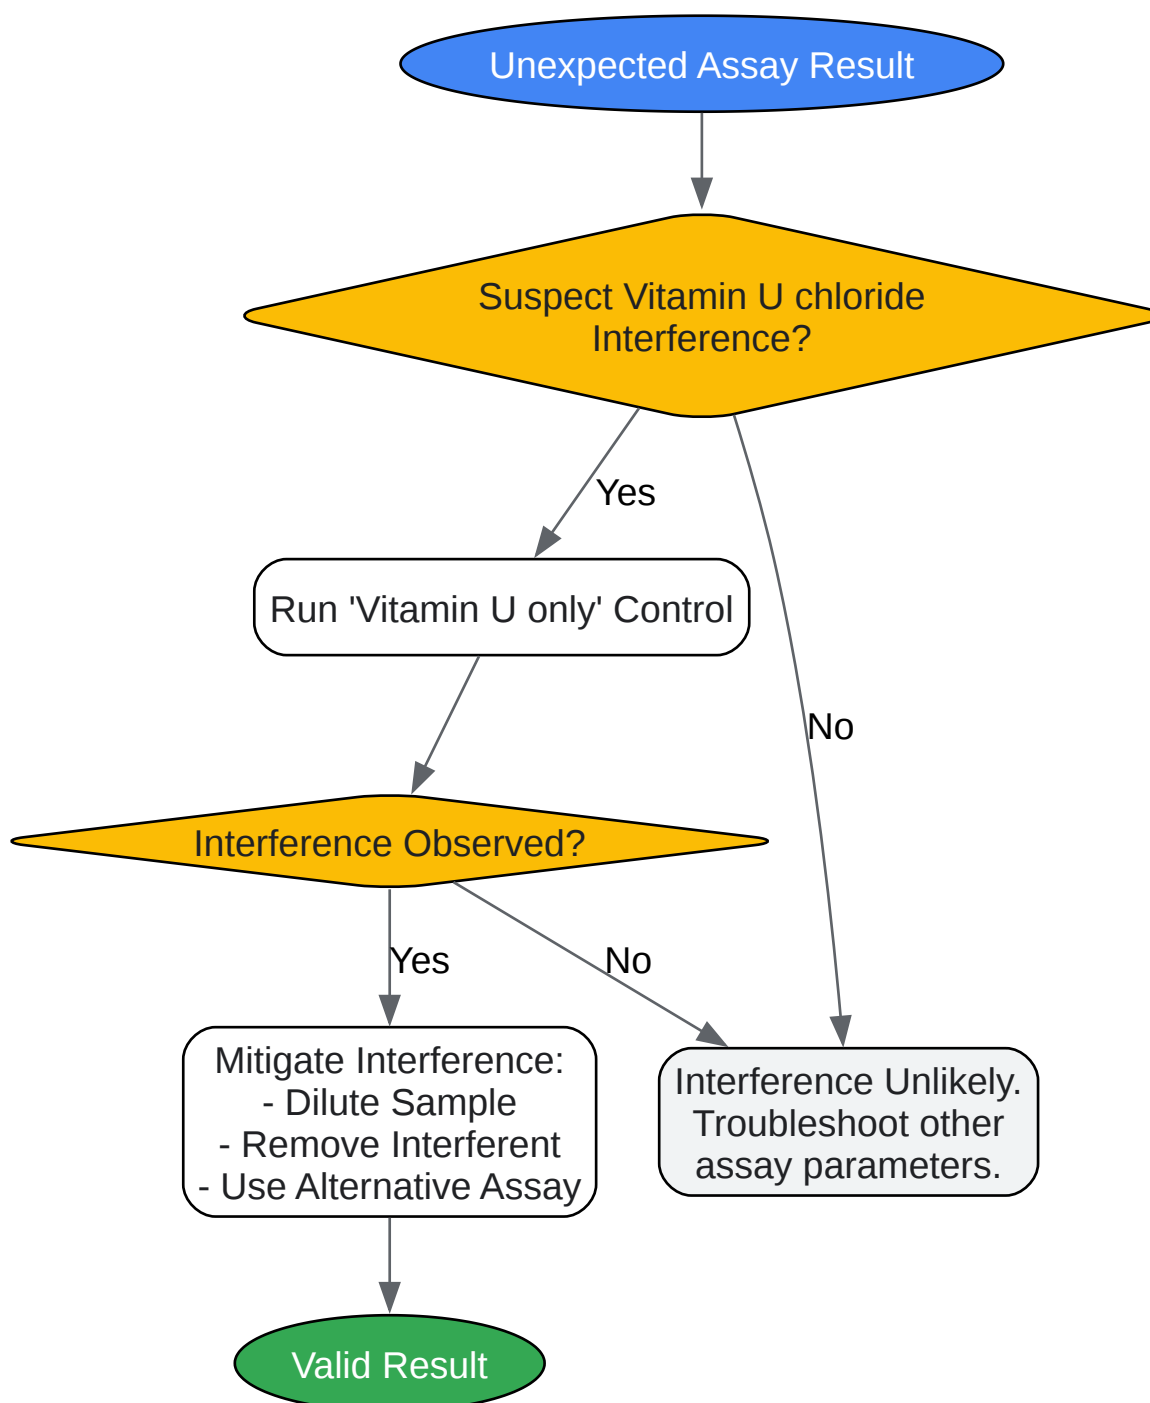 Unexpected Assay Result
Suspect Vitamin U chloride
Interference?
Yes
Run 'Vitamin U only' Control
No
Interference Observed?
Yes
No
Mitigate Interference:
- Dilute Sample
- Remove Interferent
- Use Alternative Assay
Interference Unlikely.
Troubleshoot other
assay parameters.
Valid Result